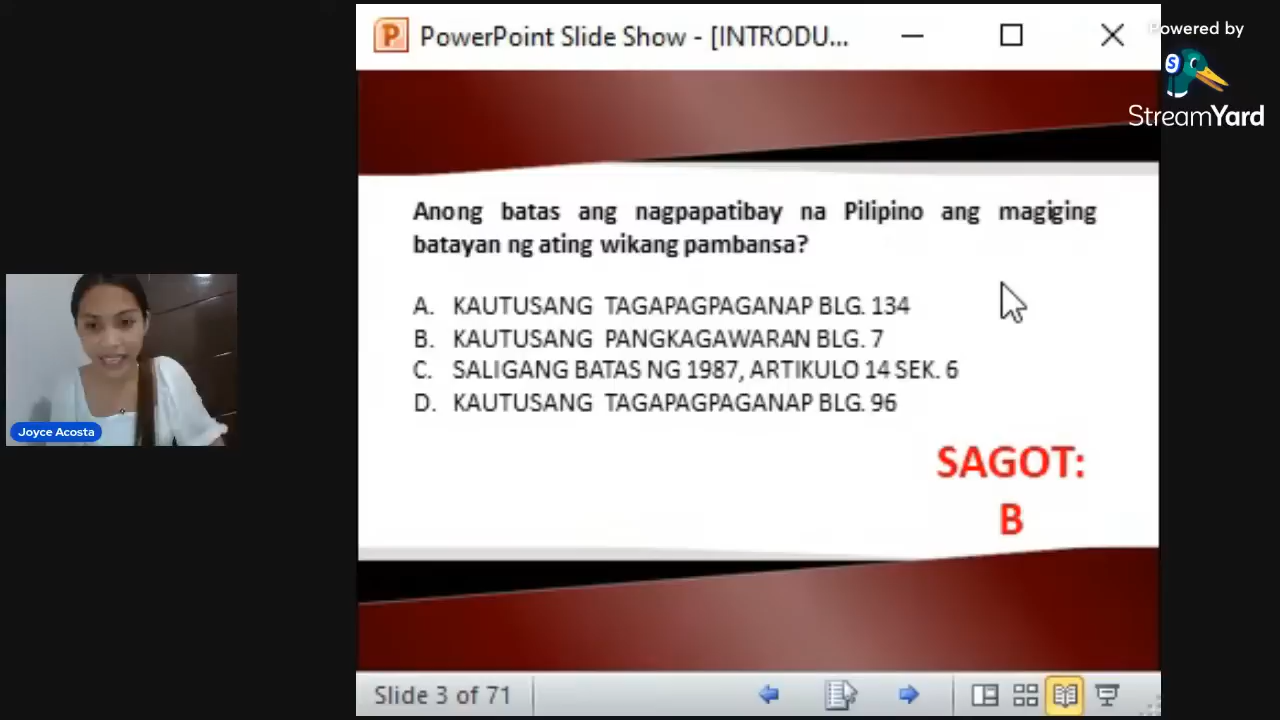 PowerPoint Slide Show - [INTRODU...
Powered by
StreamYard
Anong batas ang nagpapatibay na Pilipino ang magiging
batayan ng ating wikang pambansa?
A. KAUTUSANG TAGAPAGPAGANAP BLG. 134
B. KAUTUSANG PANGKAGAWARAN BLG. 7
C. SALIGANG BATAS NG 1987, ARTIKULO 14 SEK. 6
D. KAUTUSANG TAGAPAGPAGANAP BLG. 96
SAGOT:
B
Joyce Acosta
Slide 3 of 71